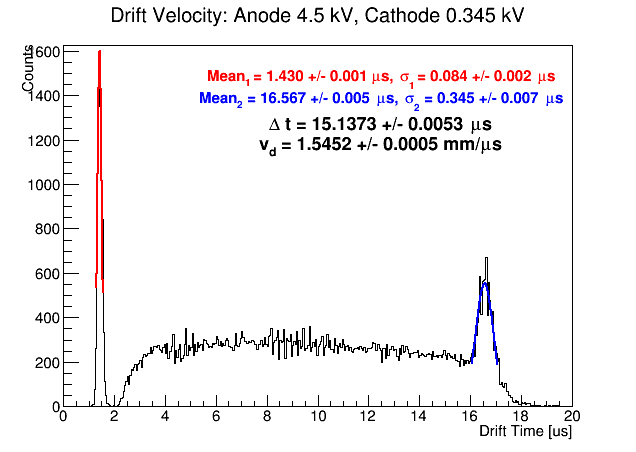 Drift Velocity: Anode 4.5 kV, Cathode 0.345 kV
Counts
1600
1400
1200
1000
800
600
400
200
0
Mean1 = 1.430 +/- 0.001 μs, σ1 = 0.084 +/- 0.002 μs
Mean2 = 16.567 +/- 0.005 μs, σ2 = 0.345 +/- 0.007 μs
Δ t = 15.1373 +/- 0.0053 μs
vd = 1.5452 +/- 0.0005 mm/μs
0 2 4 6 8 10 12 14 16 18 20
Drift Time [us]